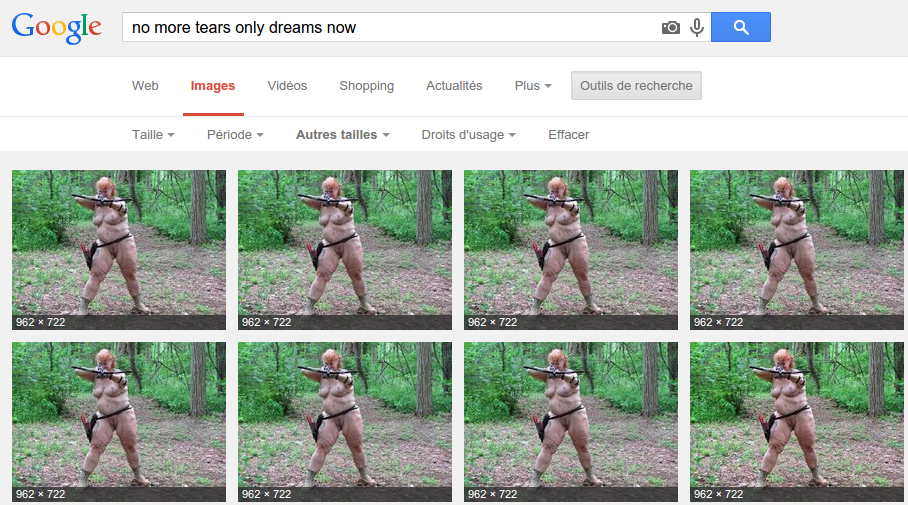 Google no more tears only dreams now
Web Images Vidéos Shopping Actualités Plus Outils de recherche
Taille Période Autres tailles Droits d'usage Effacer
962 × 722 962 × 722 962 × 722 962 × 722
962 × 722 962 × 722 962 × 722 962 × 722